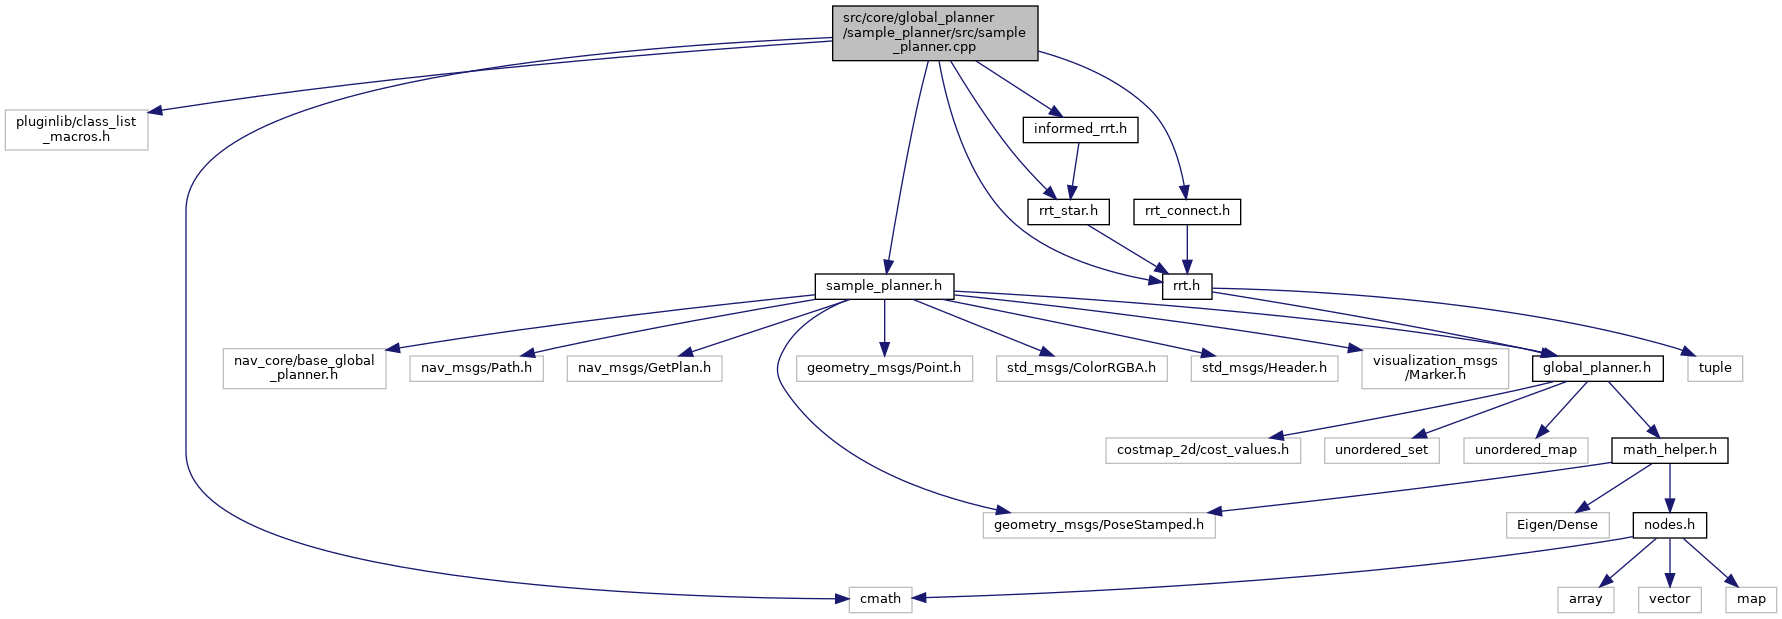 src/core/global_planner
/sample_planner/src/sample
_planner.cpp
pluginlib/class_list
_macros.h
informed_rrt.h
rrt_star.h
rrt_connect.h
sample_planner.h
rrt.h
nav_core/base_global
_planner.h
nav_msgs/Path.h
nav_msgs/GetPlan.h
geometry_msgs/Point.h
std_msgs/ColorRGBA.h
std_msgs/Header.h
visualization_msgs
/Marker.h
global_planner.h
tuple
costmap_2d/cost_values.h
unordered_set
unordered_map
math_helper.h
geometry_msgs/PoseStamped.h
Eigen/Dense
nodes.h
cmath
array
vector
map